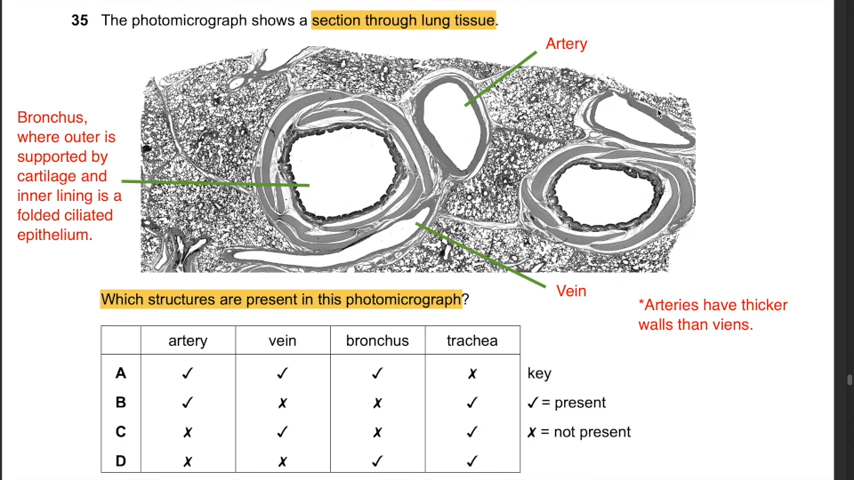 35 The photomicrograph shows a section through lung tissue.
Artery
Bronchus,
where outer is
supported by
cartilage and
inner lining is a
folded ciliated
epithelium.
Vein
*Arteries have thicker
walls than viens.
Which structures are present in this photomicrograph?
artery vein bronchus trachea
A ✓ ✓ ✓ ✗ key
B ✓ ✗ ✗ ✓ ✓ = present
C ✗ ✓ ✗ ✓ ✗ = not present
D ✗ ✗ ✓ ✓